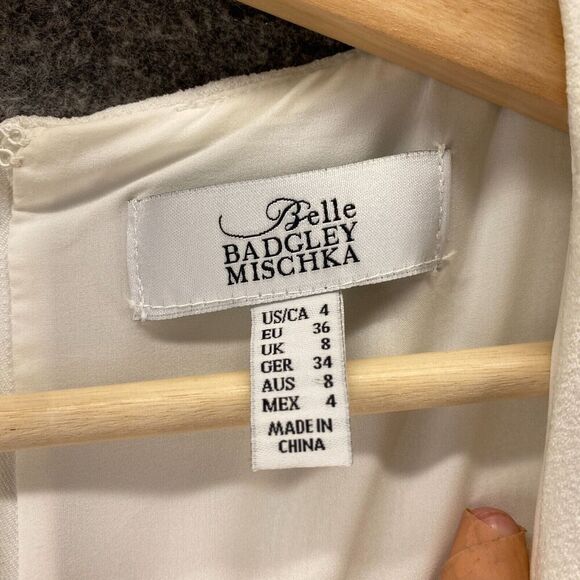 Belle
BADGLEY
MISCHKA
US/CA 4
EU 36
UK 8
GER 34
AUS 8
MEX 4
MADE IN
CHINA